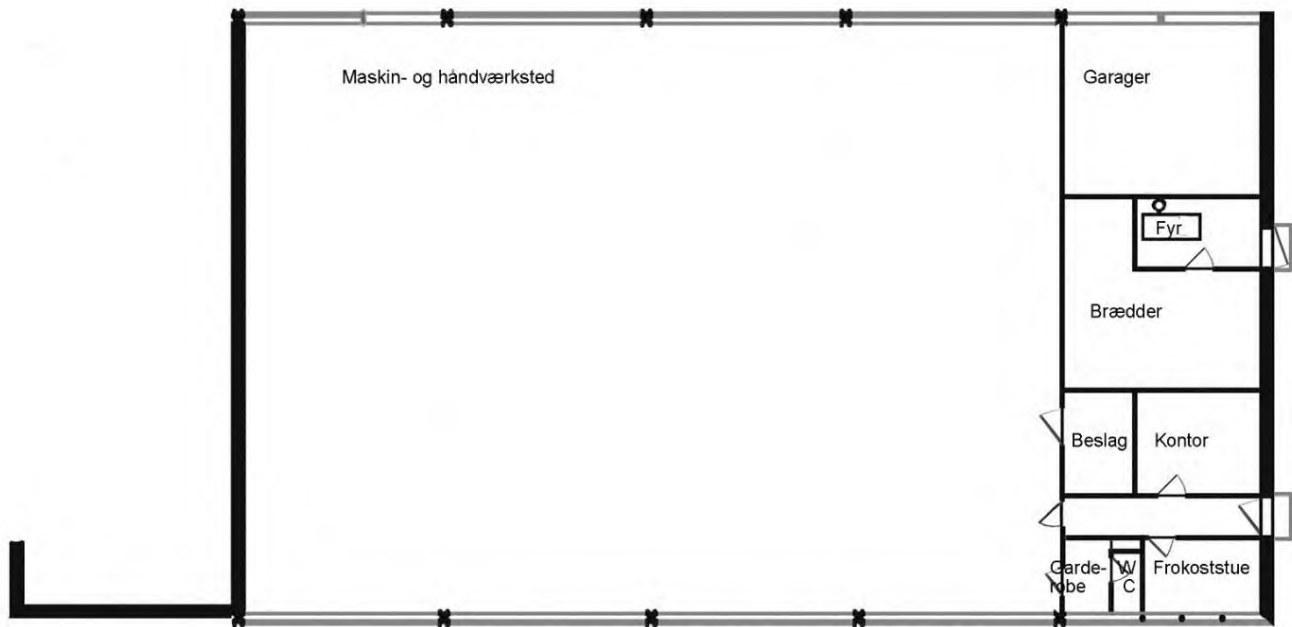 Maskin- og håndværksted
Garager
Fyr
Brædder
Beslag
Kontor
Garde-
robe
W
C
Frokoststue